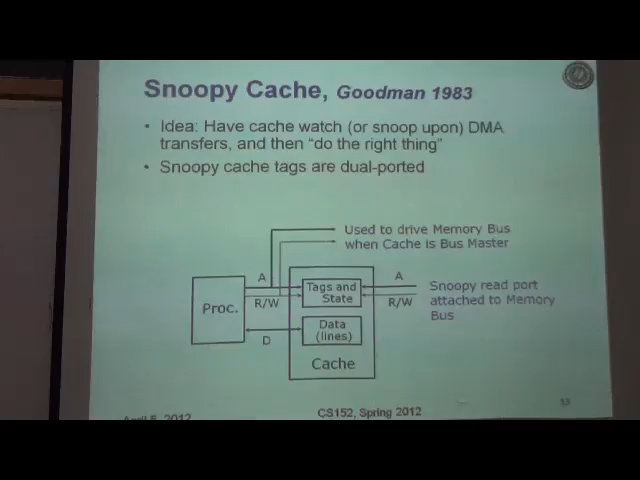 Snoopy Cache, Goodman 1983
• Idea: Have cache watch (or snoop upon) DMA
transfers, and then “do the right thing”
• Snoopy cache tags are dual-ported
Used to drive Memory Bus
when Cache is Bus Master
A
A
Proc.
R/W
Tags and
State
R/W
Snoopy read port
attached to Memory
Bus
D
Data
(lines)
Cache
2012
CS152, Spring 2012